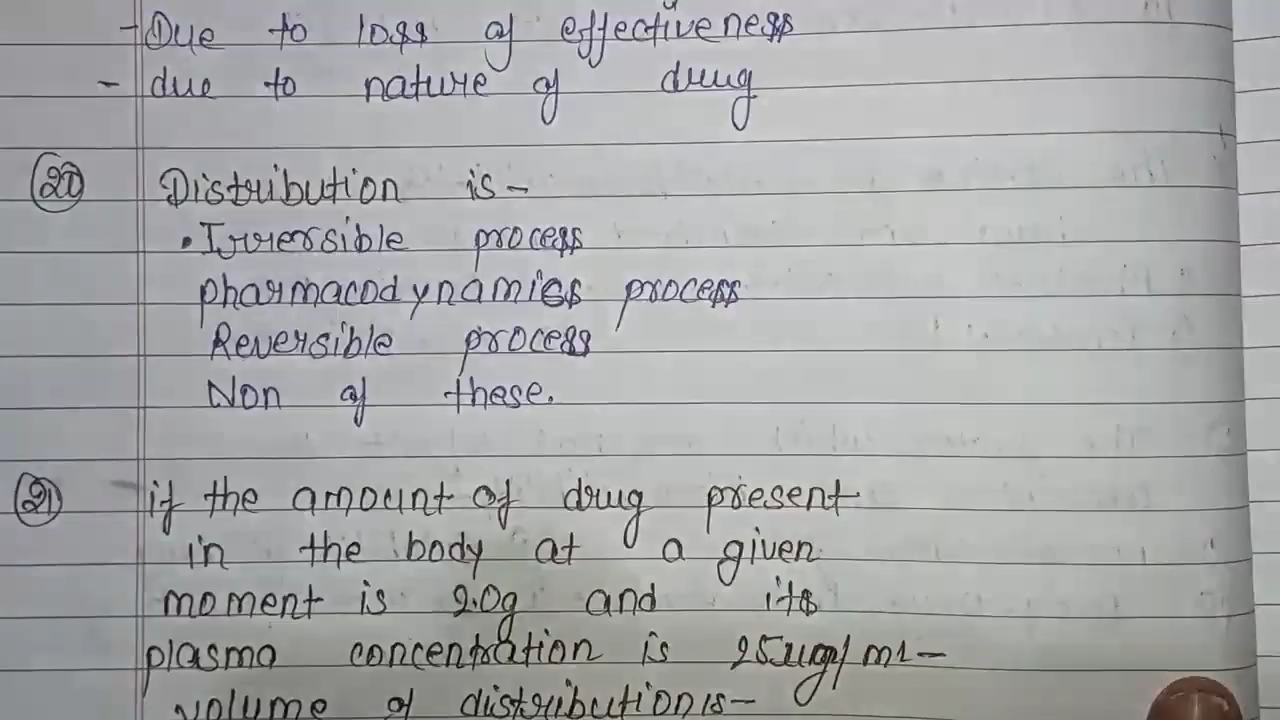 -Due to loss of effectiveness
- due to nature of drug
20 Distribution is-
• Irrersible process
pharmacodynamics process
Reversible process
Non of these.
21 if the amount of drug present
in the body at a given
moment is 2.0g and its
plasma concentration is 25ug/ml-
volume of distribution is-